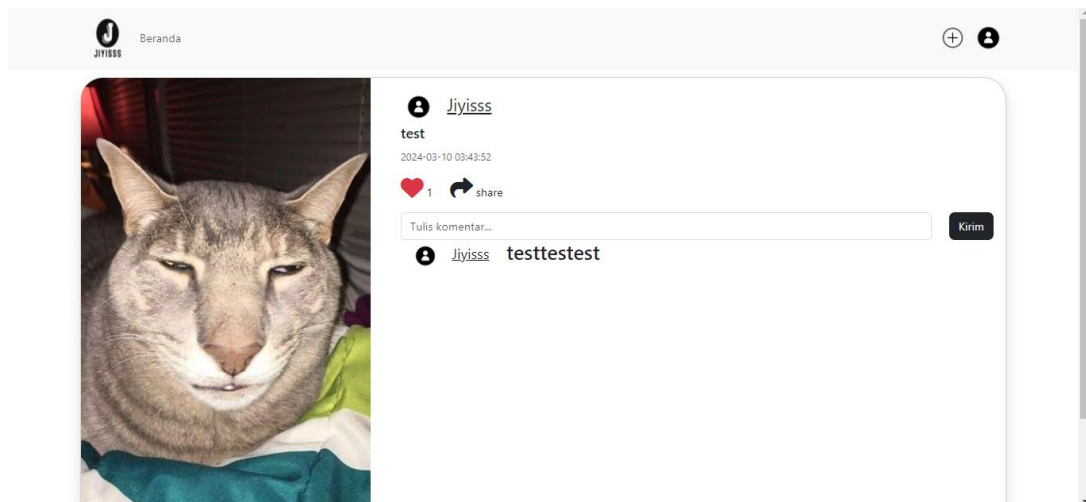 JIYISSS
Beranda
Jiyisss
test
2024-03-10 03:43:52
1 share
Tulis komentar...
Kirim
Jiyisss testtestest